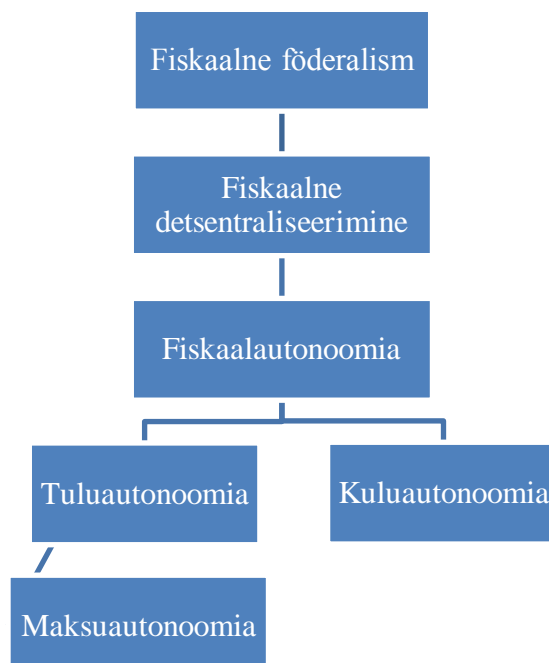 Fiskaalne föderalism
Fiskaalne
detsentraliseerimine
Fiskaalautonoomia
Tuluautonoomia
Kuluautonoomia
Maksuautonoomia